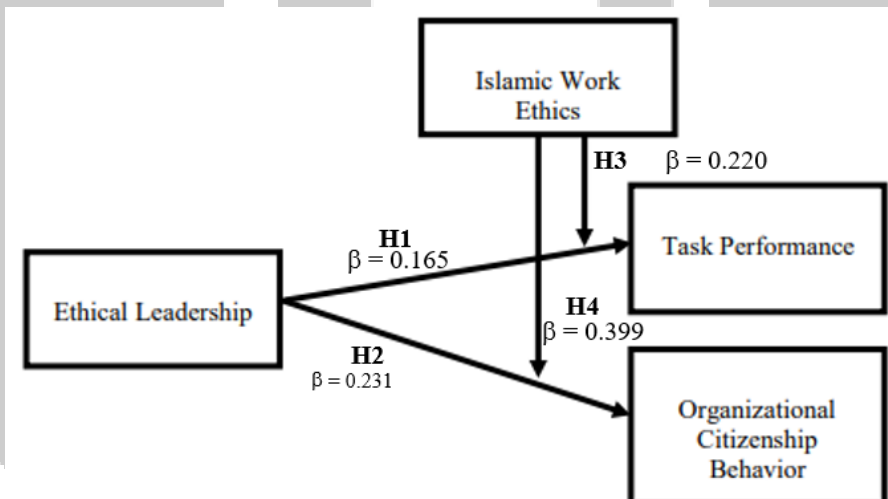 Islamic Work
Ethics
H3 β = 0.220
Task Performance
H1
β = 0.165
Ethical Leadership
H4
β = 0.399
H2
β = 0.231
Organizational
Citizenship
Behavior